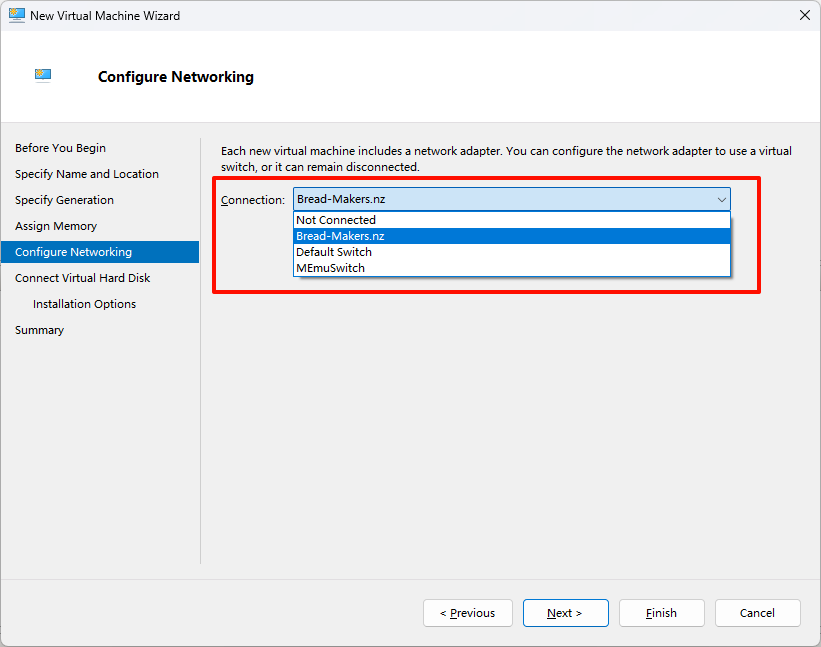 New Virtual Machine Wizard
Configure Networking
Before You Begin
Specify Name and Location
Specify Generation
Assign Memory
Configure Networking
Connect Virtual Hard Disk
Installation Options
Summary
Each new virtual machine includes a network adapter. You can configure the network adapter to use a virtual
switch, or it can remain disconnected.
Connection: Bread-Makers.nz
Not Connected
Bread-Makers.nz
Default Switch
MEmuSwitch
< Previous
Next >
Finish
Cancel